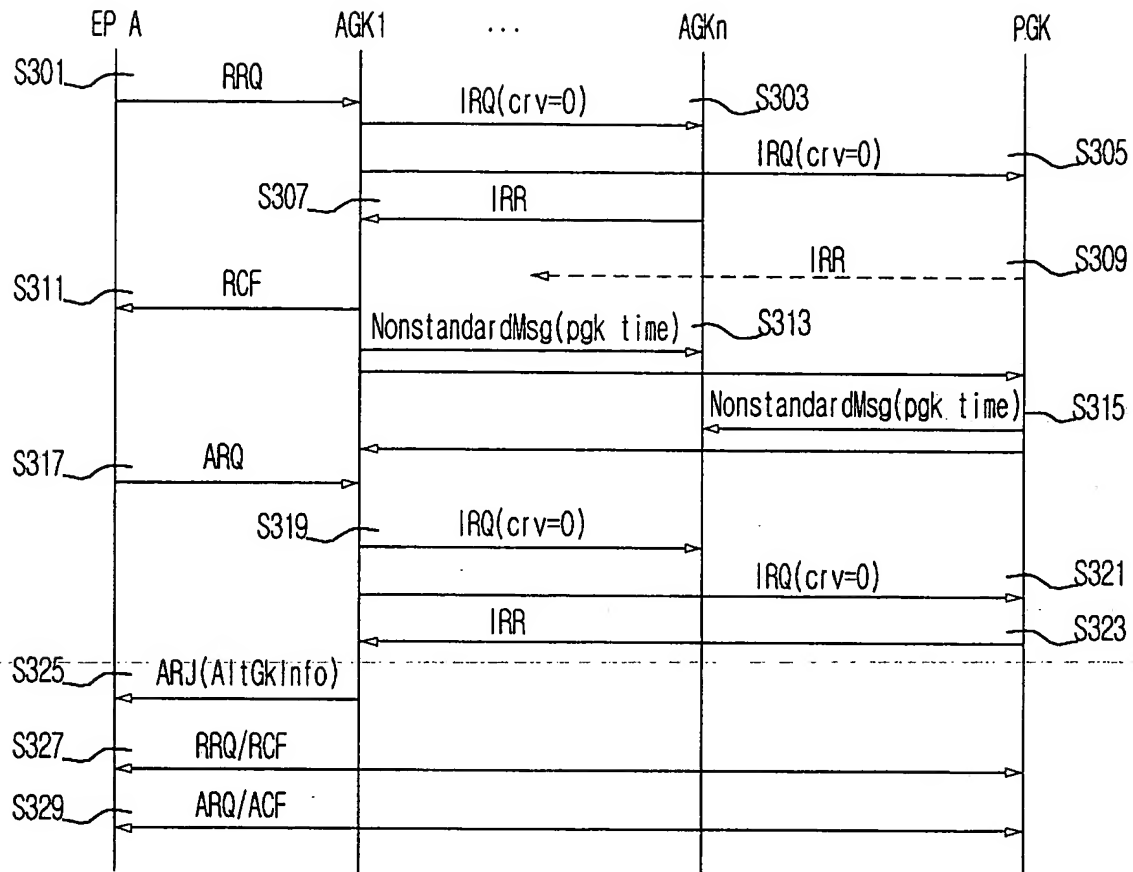 EP A AGK1 ... AGKn PGK
S301 RRQ
IRQ(crv=0) S303
IRQ(crv=0) S305
S307 IRR
IRR S309
S311 RCF
NonstandardMsg(pgk time) S313
NonstandardMsg(pgk time) S315
S317 ARQ
S319 IRQ(crv=0)
IRQ(crv=0) S321
IRR S323
S325 ARJ(AltGkInfo)
S327 RRQ/RCF
S329 ARQ/ACF